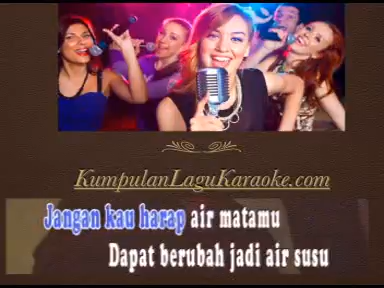 KumpulanLaguKaraoke.com
Jangan kau harap air matamu
Dapat berubah jadi air susu